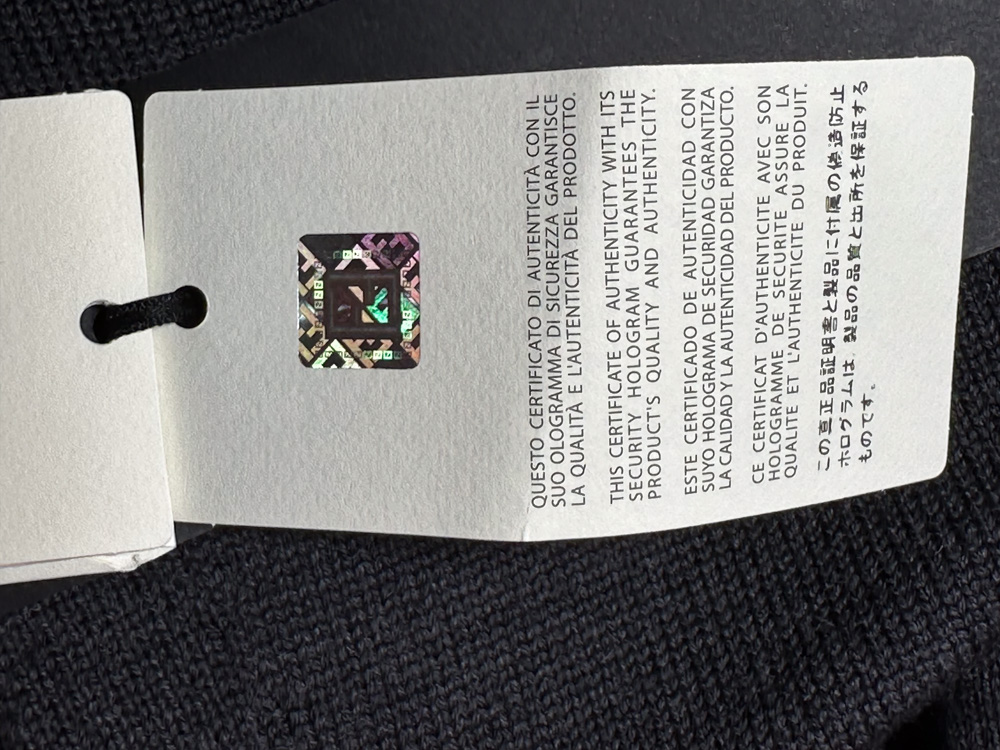 QUESTO CERTIFICATO DI AUTENTICITÀ CON IL
SUO OLOGRAMMA DI SICUREZZA GARANTISCE
LA QUALITÀ E L'AUTENTICITÀ DEL PRODOTTO.
THIS CERTIFICATE OF AUTHENTICITY WITH ITS
SECURITY HOLOGRAM GUARANTEES THE
PRODUCT'S QUALITY AND AUTHENTICITY.
ESTE CERTIFICADO DE AUTENTICIDAD CON
SUYO HOLOGRAMA DE SECURIDAD GARANTIZA
LA CALIDAD Y LA AUTENTICIDAD DEL PRODUCTO.
CE CERTIFICAT D'AUTHENTICITE AVEC SON
HOLOGRAMME DE SECURITE ASSURE LA
QUALITE ET L'AUTHENTICITE DU PRODUIT.
この真正品証明書と製品に付属の偽造防止
ホログラムは、製品の品質と出所を保証する
ものです。